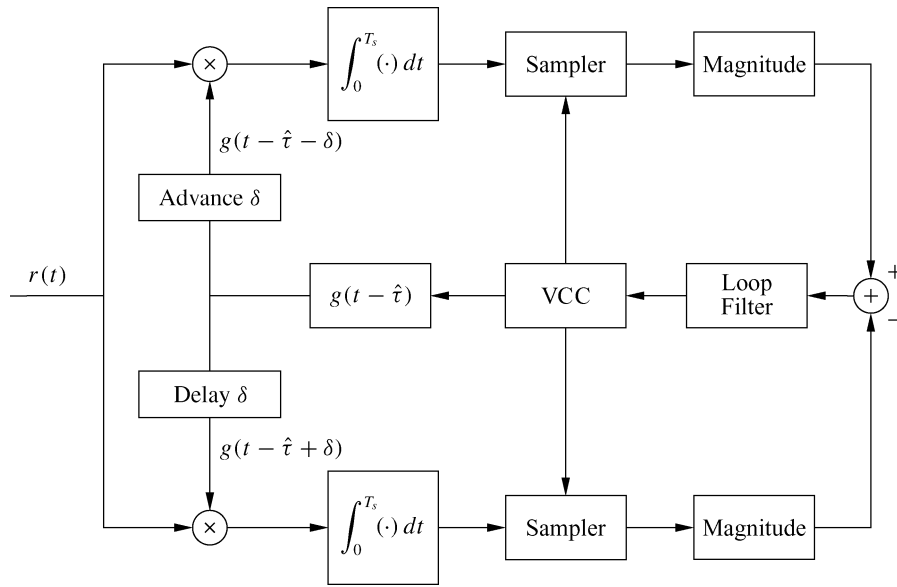 ∫₀^{T_s} (·) dt
Sampler
Magnitude
×
g(t − τ̂ − δ)
Advance δ
r(t)
g(t − τ̂)
VCC
Loop
Filter
+
+
−
Delay δ
g(t − τ̂ + δ)
×
∫₀^{T_s} (·) dt
Sampler
Magnitude